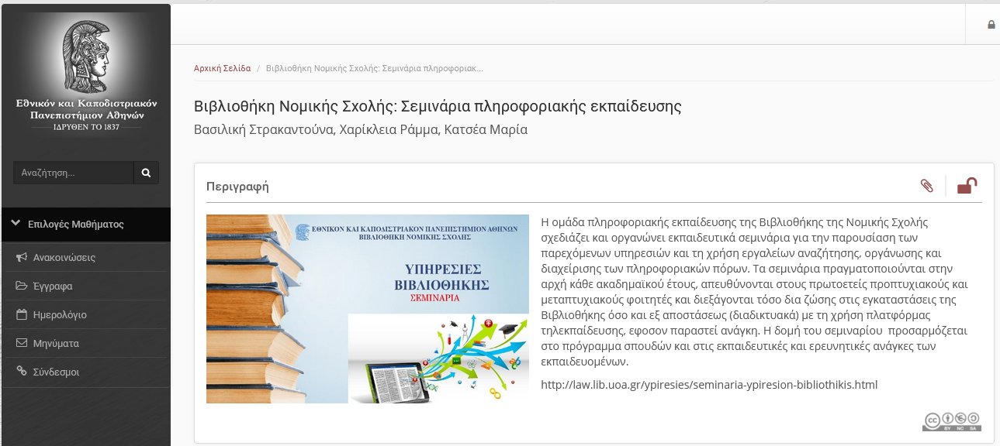 Εθνικόν και Καποδιστριακόν
Πανεπιστήμιον Αθηνών
ΙΔΡΥΘΕΝ ΤΟ 1837
Αναζήτηση...
Επιλογές Μαθήματος
Ανακοινώσεις
Έγγραφα
Ημερολόγιο
Μηνύματα
Σύνδεσμοι
Αρχική Σελίδα / Βιβλιοθήκη Νομικής Σχολής: Σεμινάρια πληροφοριακ...
Βιβλιοθήκη Νομικής Σχολής: Σεμινάρια πληροφοριακής εκπαίδευσης
Βασιλική Στρακαντούνα, Χαρίκλεια Ράμμα, Κατσέα Μαρία
Περιγραφή
ΕΘΝΙΚΟΝ ΚΑΙ ΚΑΠΟΔΙΣΤΡΙΑΚΟΝ ΠΑΝΕΠΙΣΤΗΜΙΟΝ ΑΘΗΝΩΝ
ΒΙΒΛΙΟΘΗΚΗ ΝΟΜΙΚΗΣ ΣΧΟΛΗΣ
ΥΠΗΡΕΣΙΕΣ
ΒΙΒΛΙΟΘΗΚΗΣ
ΣΕΜΙΝΑΡΙΑ
Η ομάδα πληροφοριακής εκπαίδευσης της Βιβλιοθήκης της Νομικής Σχολής
σχεδιάζει και οργανώνει εκπαιδευτικά σεμινάρια για την παρουσίαση των
παρεχόμενων υπηρεσιών και τη χρήση εργαλείων αναζήτησης, οργάνωσης και
διαχείρισης των πληροφοριακών πόρων. Τα σεμινάρια πραγματοποιούνται στην
αρχή κάθε ακαδημαϊκού έτους, απευθύνονται στους πρωτοετείς προπτυχιακούς και
μεταπτυχιακούς φοιτητές και διεξάγονται τόσο δια ζώσης στις εγκαταστάσεις της
Βιβλιοθήκης όσο και εξ αποστάσεως (διαδικτυακά) με τη χρήση πλατφόρμας
τηλεκπαίδευσης, εφοσον παραστεί ανάγκη. Η δομή του σεμιναρίου προσαρμόζεται
στο πρόγραμμα σπουδών και στις εκπαιδευτικές και ερευνητικές ανάγκες των
εκπαιδευομένων.
http://law.lib.uoa.gr/ypiresies/seminaria-ypiresion-bibliothikis.html
cc BY NC SA